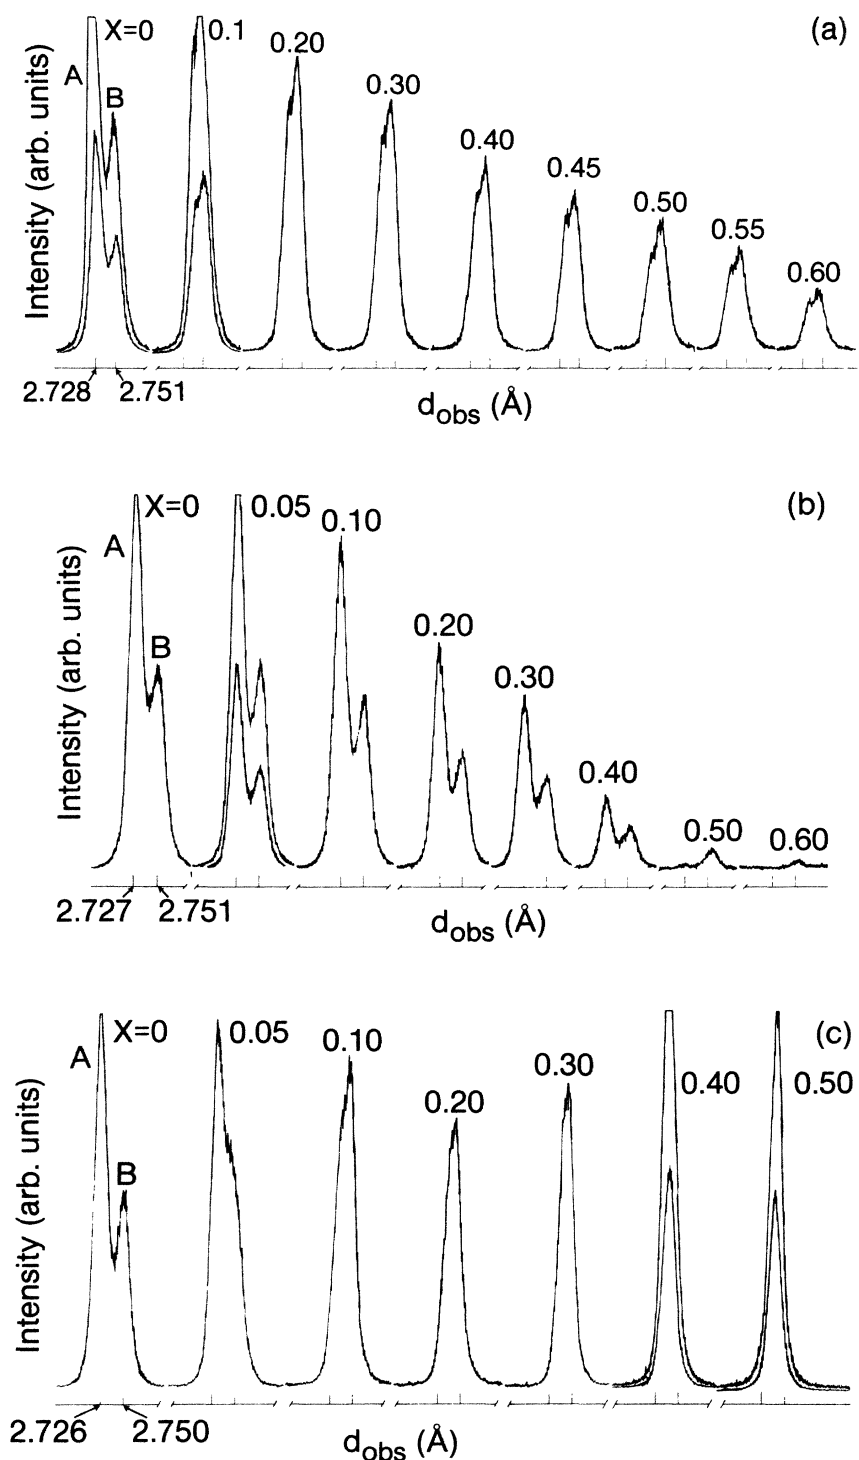 (a)
X=0
0.1
0.20
0.30
0.40
0.45
0.50
0.55
0.60
A
B
Intensity (arb. units)
2.728
2.751
dobs (Å)
(b)
X=0
0.05
0.10
0.20
0.30
0.40
0.50
0.60
A
B
Intensity (arb. units)
2.727
2.751
dobs (Å)
(c)
X=0
0.05
0.10
0.20
0.30
0.40
0.50
A
B
Intensity (arb. units)
2.726
2.750
dobs (Å)